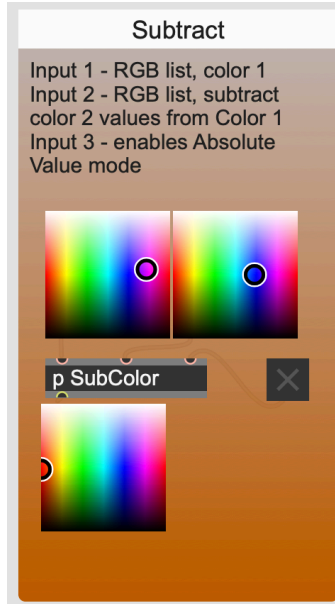 Subtract
Input 1 - RGB list, color 1
Input 2 - RGB list, subtract
color 2 values from Color 1
Input 3 - enables Absolute
Value mode
p SubColor